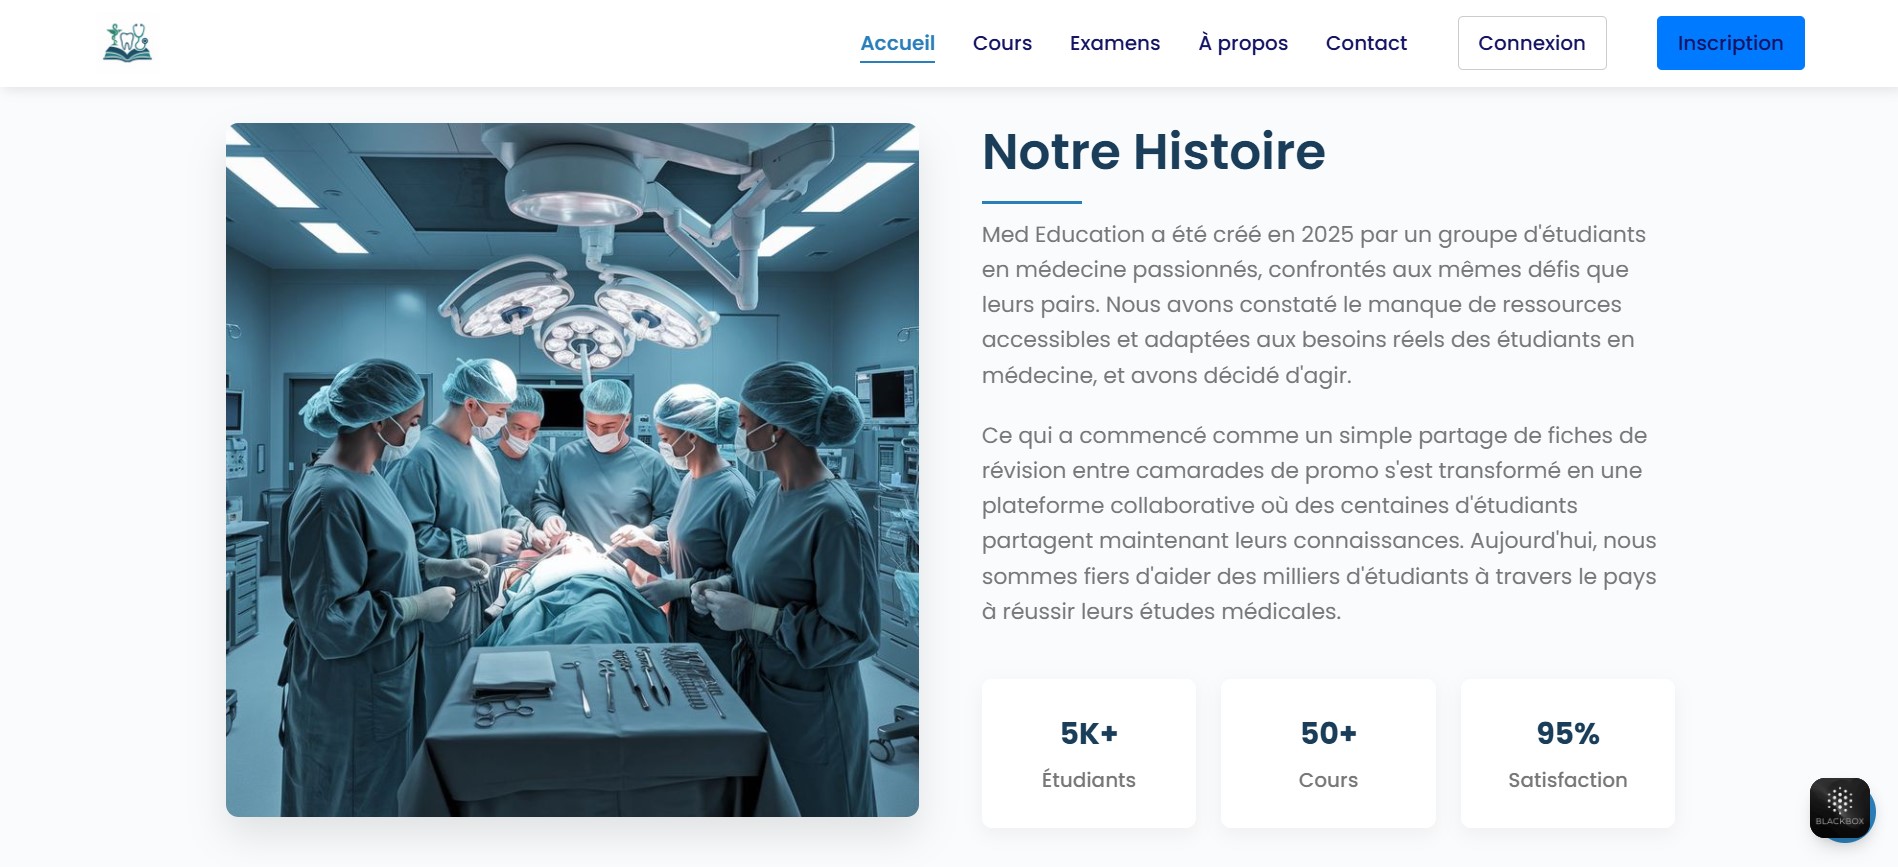 Accueil
Cours
Examens
À propos
Contact
Connexion
Inscription
Notre Histoire
Med Education a été créé en 2025 par un groupe d'étudiants
en médecine passionnés, confrontés aux mêmes défis que
leurs pairs. Nous avons constaté le manque de ressources
accessibles et adaptées aux besoins réels des étudiants en
médecine, et avons décidé d'agir.
Ce qui a commencé comme un simple partage de fiches de
révision entre camarades de promo s'est transformé en une
plateforme collaborative où des centaines d'étudiants
partagent maintenant leurs connaissances. Aujourd'hui, nous
sommes fiers d'aider des milliers d'étudiants à travers le pays
à réussir leurs études médicales.
5K+
Étudiants
50+
Cours
95%
Satisfaction
BLACKBOX